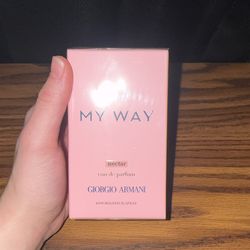 MY WAY
nectar
eau de parfum
GIORGIO ARMANI